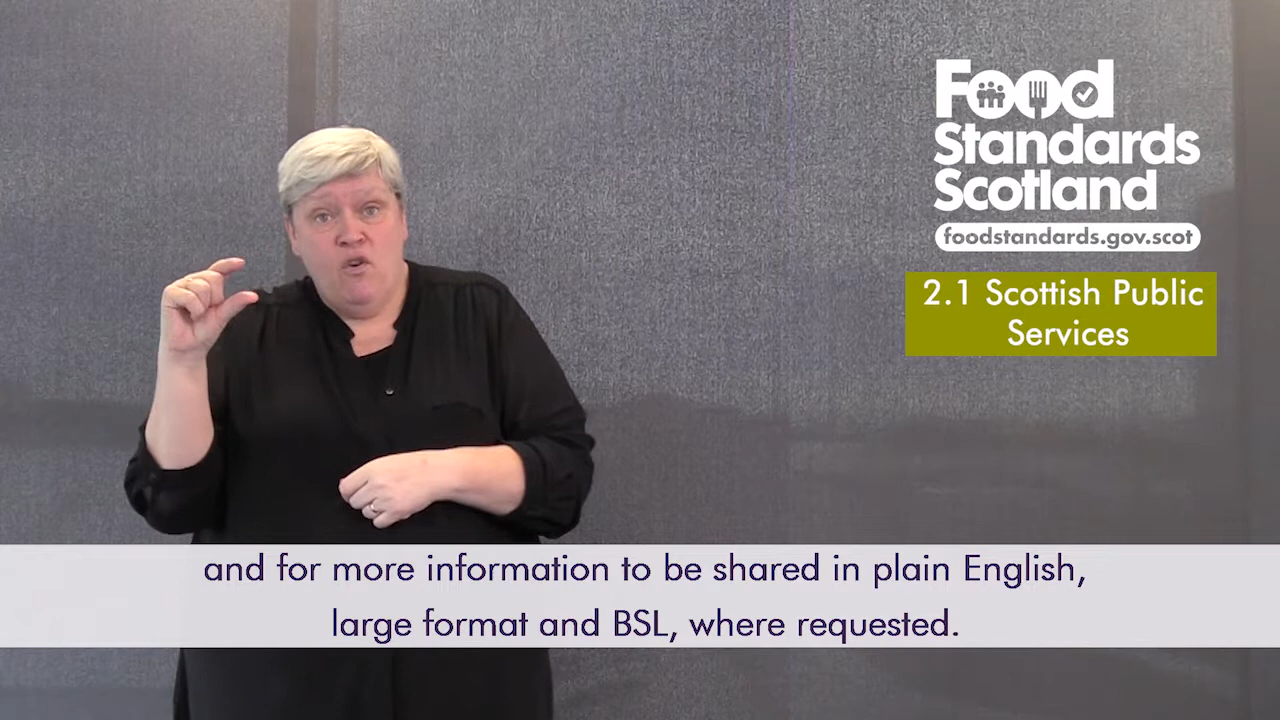 Food
Standards
Scotland
foodstandards.gov.scot
2.1 Scottish Public
Services
and for more information to be shared in plain English,
large format and BSL, where requested.